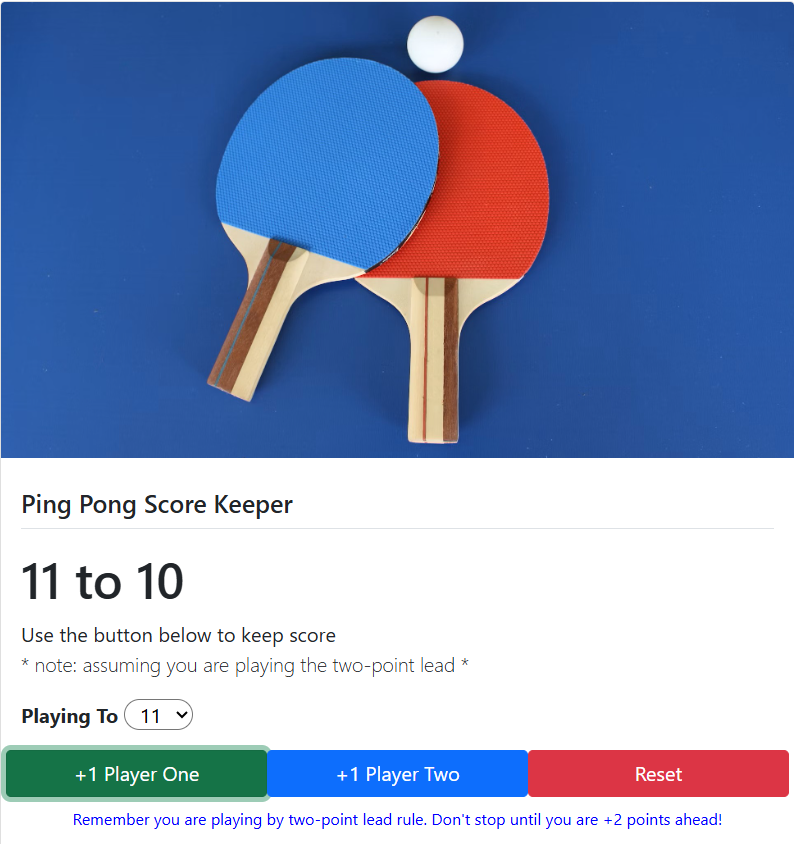 Ping Pong Score Keeper
11 to 10
Use the button below to keep score
* note: assuming you are playing the two-point lead *
Playing To 11
+1 Player One +1 Player Two Reset
Remember you are playing by two-point lead rule. Don't stop until you are +2 points ahead!